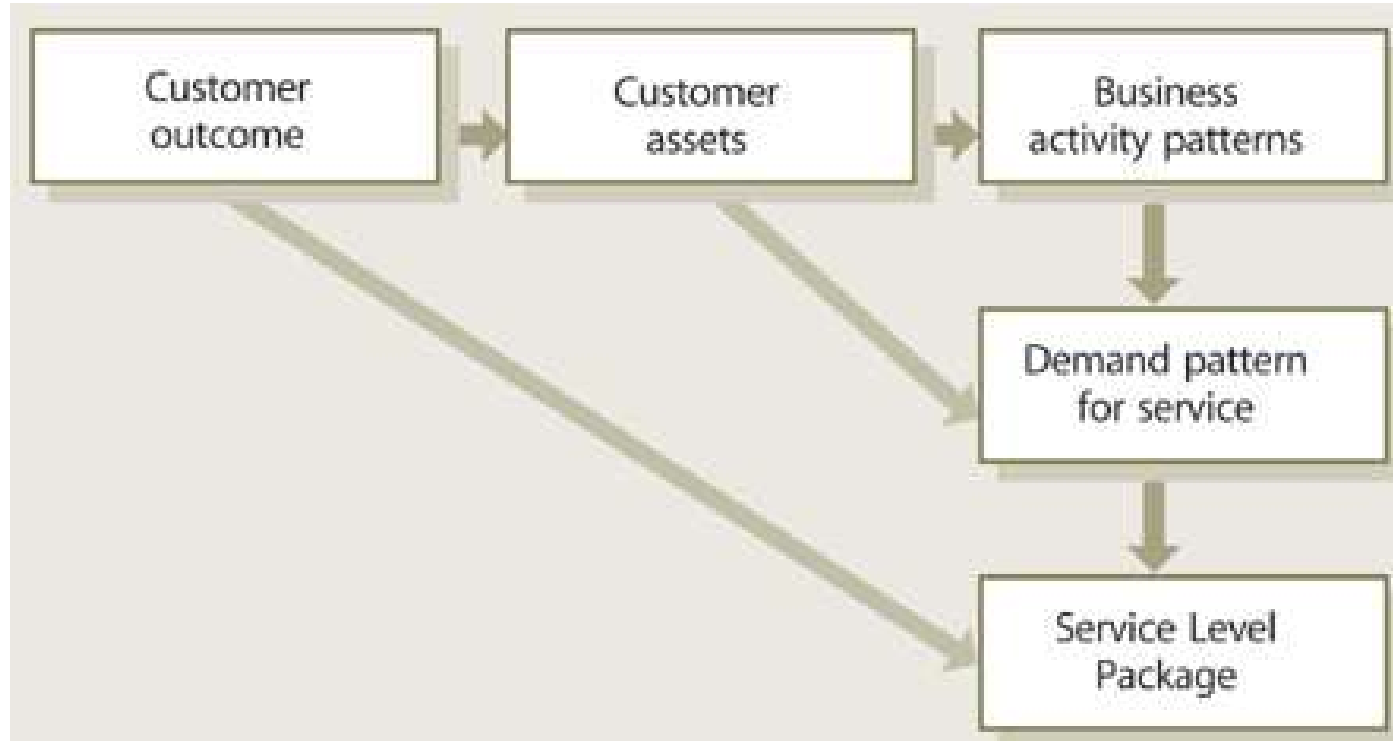 Customer
outcome
Customer
assets
Business
activity patterns
Demand pattern
for service
Service Level
Package